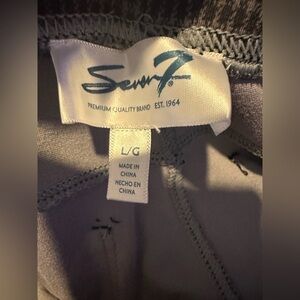 Seven7
PREMIUM QUALITY BRAND EST. 1964
L/G
MADE IN
CHINA
HECHO EN
CHINA